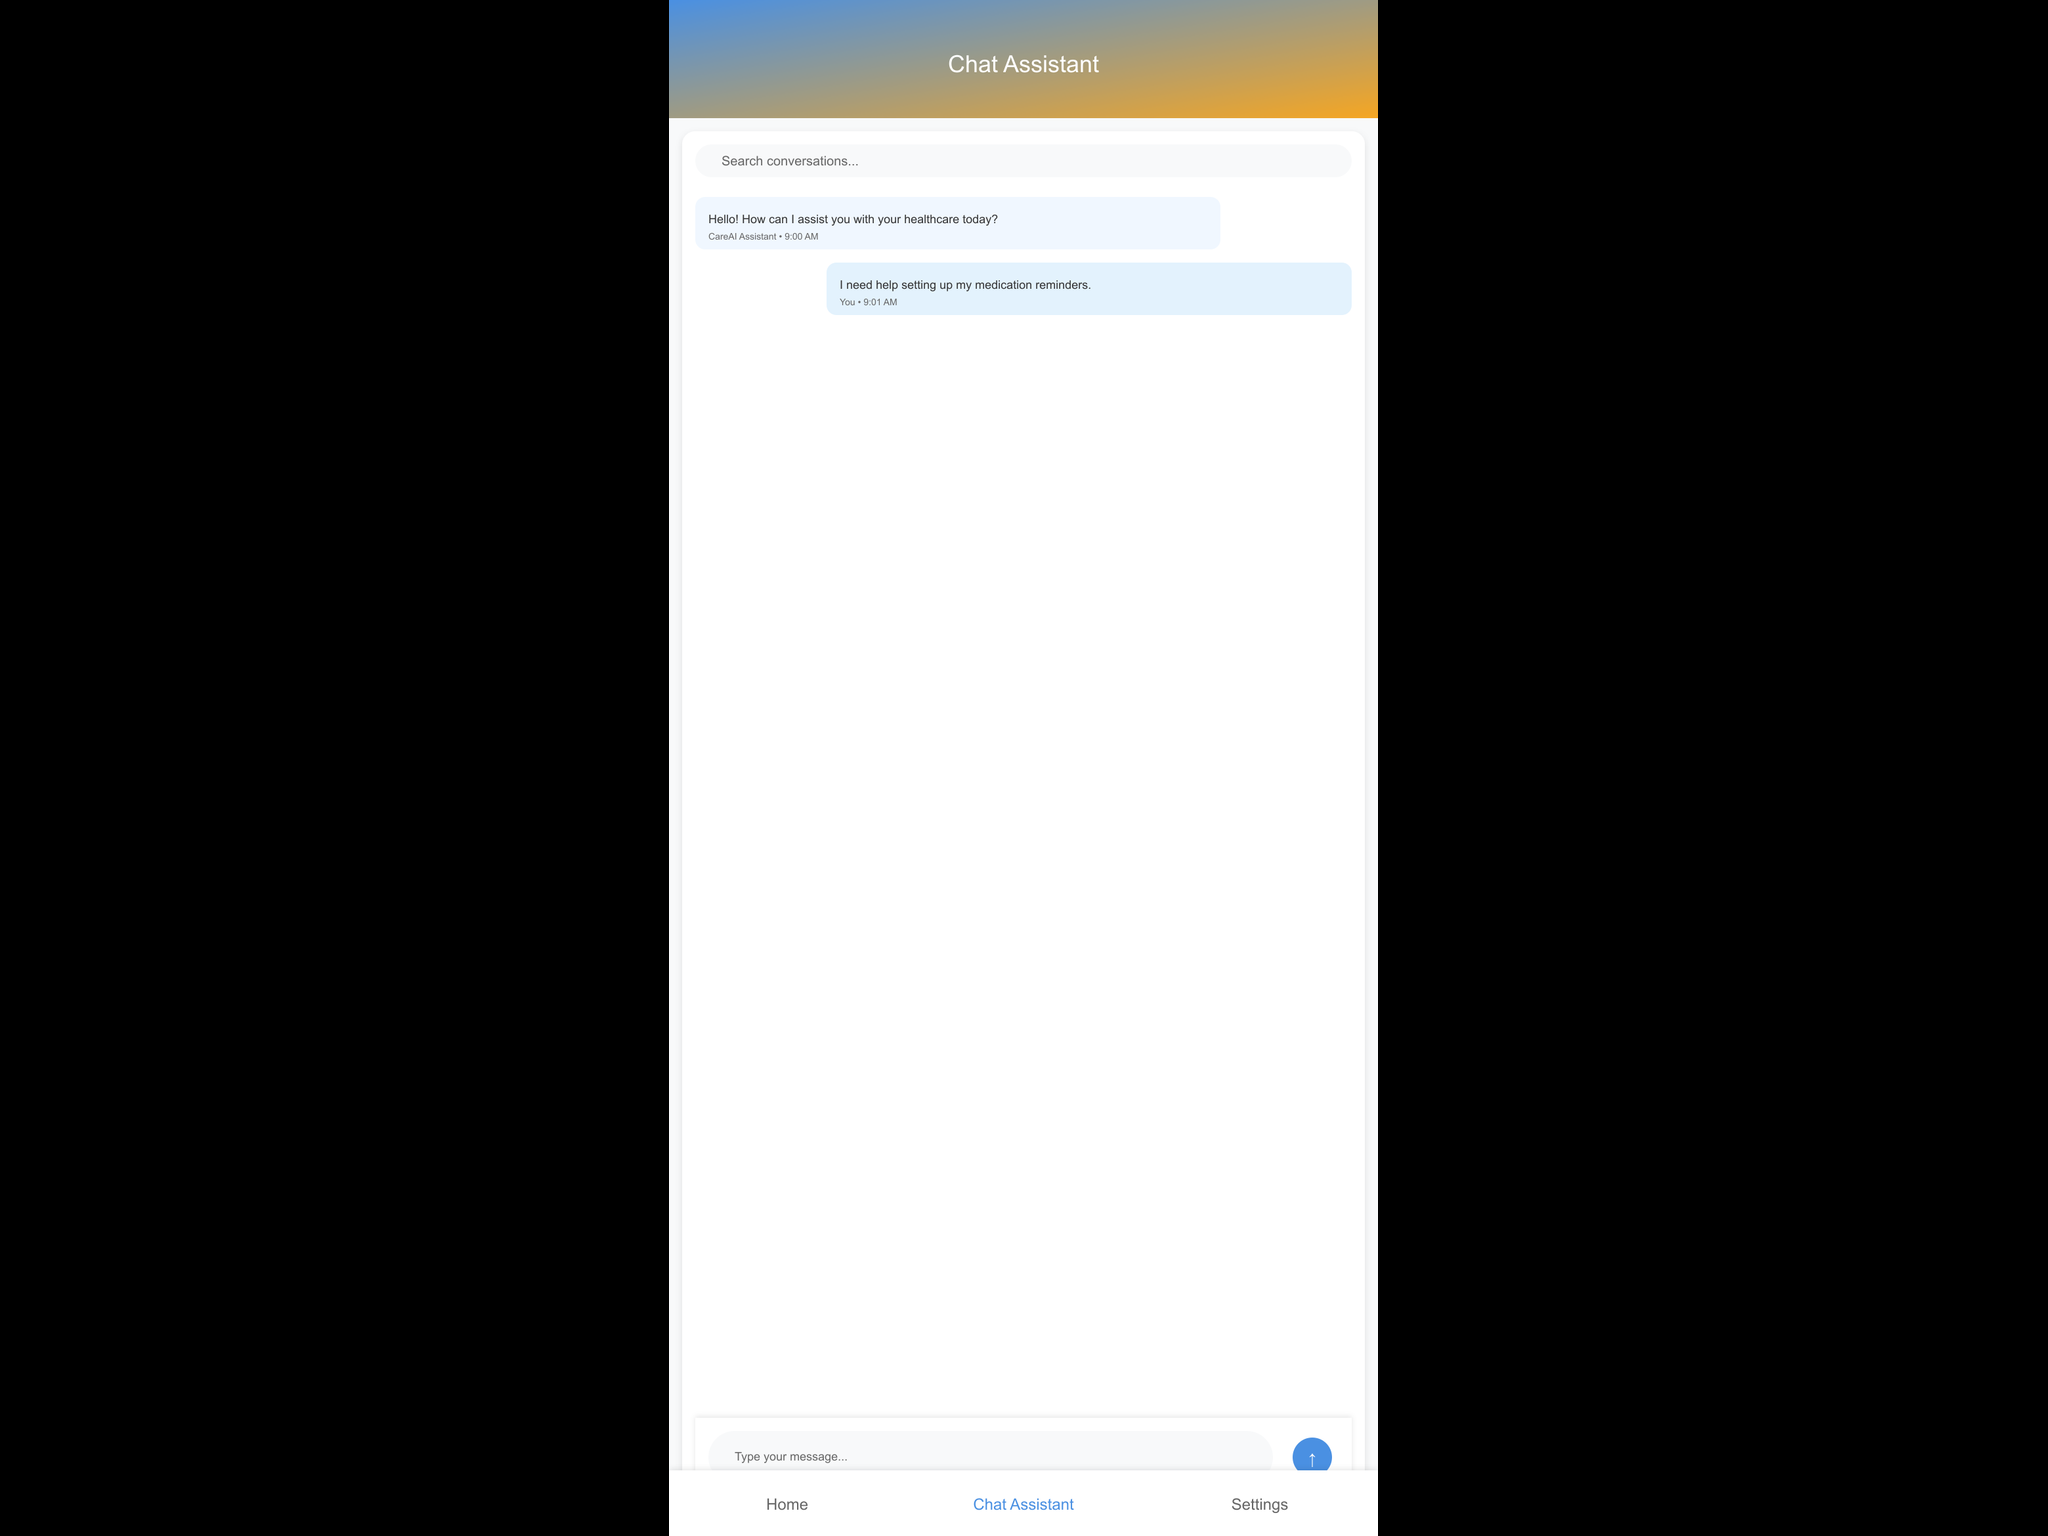 Chat Assistant
Search conversations...
Hello! How can I assist you with your healthcare today?
CareAI Assistant • 9:00 AM
I need help setting up my medication reminders.
You • 9:01 AM
Type your message...
↑
Home
Chat Assistant
Settings